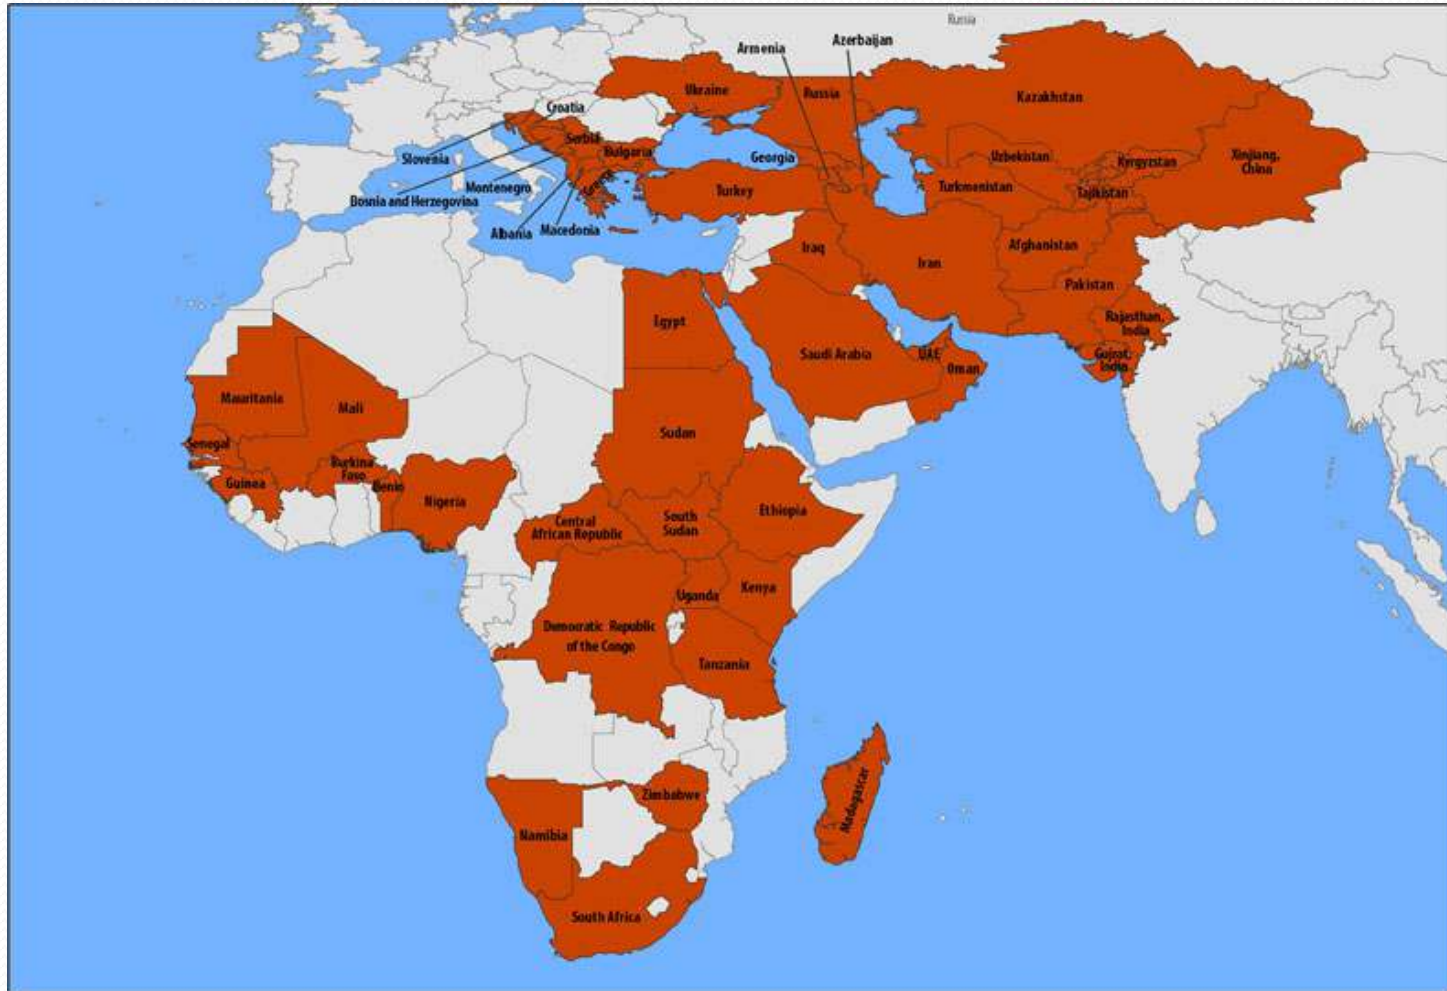 Russia
Armenia
Azerbaijan
Ukraine
Russia
Kazakhstan
Croatia
Serbia
Bulgaria
Slovenia
Georgia
Uzbekistan
Kyrgyzstan
Xinjiang,
China
Montenegro
Greece
Turkey
Turkmenistan
Tajikistan
Bosnia and Herzegovina
Albania
Macedonia
Iraq
Iran
Afghanistan
Pakistan
Egypt
Rajasthan,
India
Saudi Arabia
UAE
Oman
Gujrat,
India
Mauritania
Mali
Sudan
Senegal
Burkina
Faso
Guinea
Benin
Nigeria
Ethiopia
Central
African Republic
South
Sudan
Uganda
Kenya
Democratic Republic
of the Congo
Tanzania
Zimbabwe
Madagascar
Namibia
South Africa